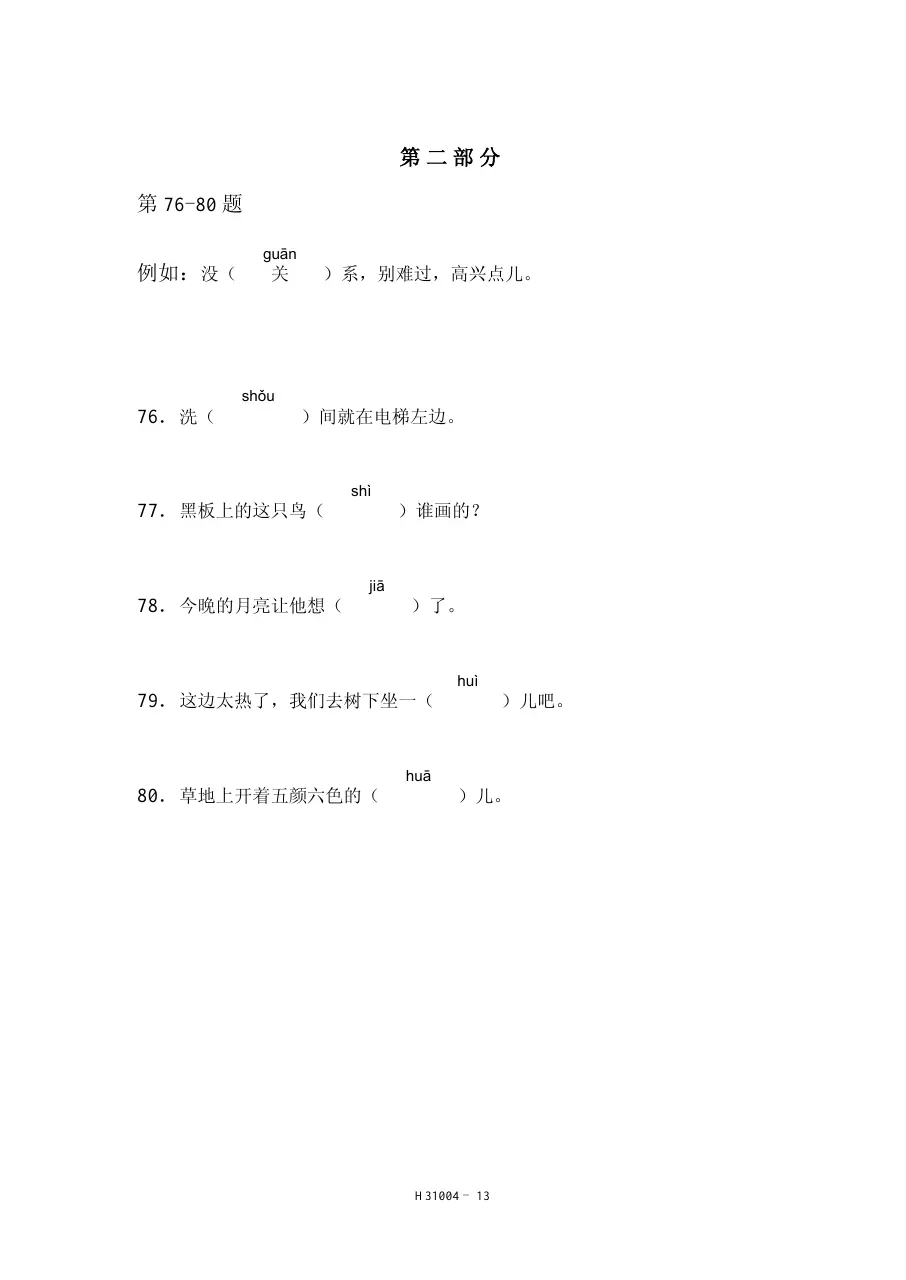 第二部分
第 76-80 题
guān
例如：没（ 关 ）系，别难过，高兴点儿。
shǒu
76. 洗（ ）间就在电梯左边。
shì
77. 黑板上的这只鸟（ ）谁画的？
jiā
78. 今晚的月亮让他想（ ）了。
huì
79. 这边太热了，我们去树下坐一（ ）儿吧。
huā
80. 草地上开着五颜六色的（ ）儿。
H31004 - 13